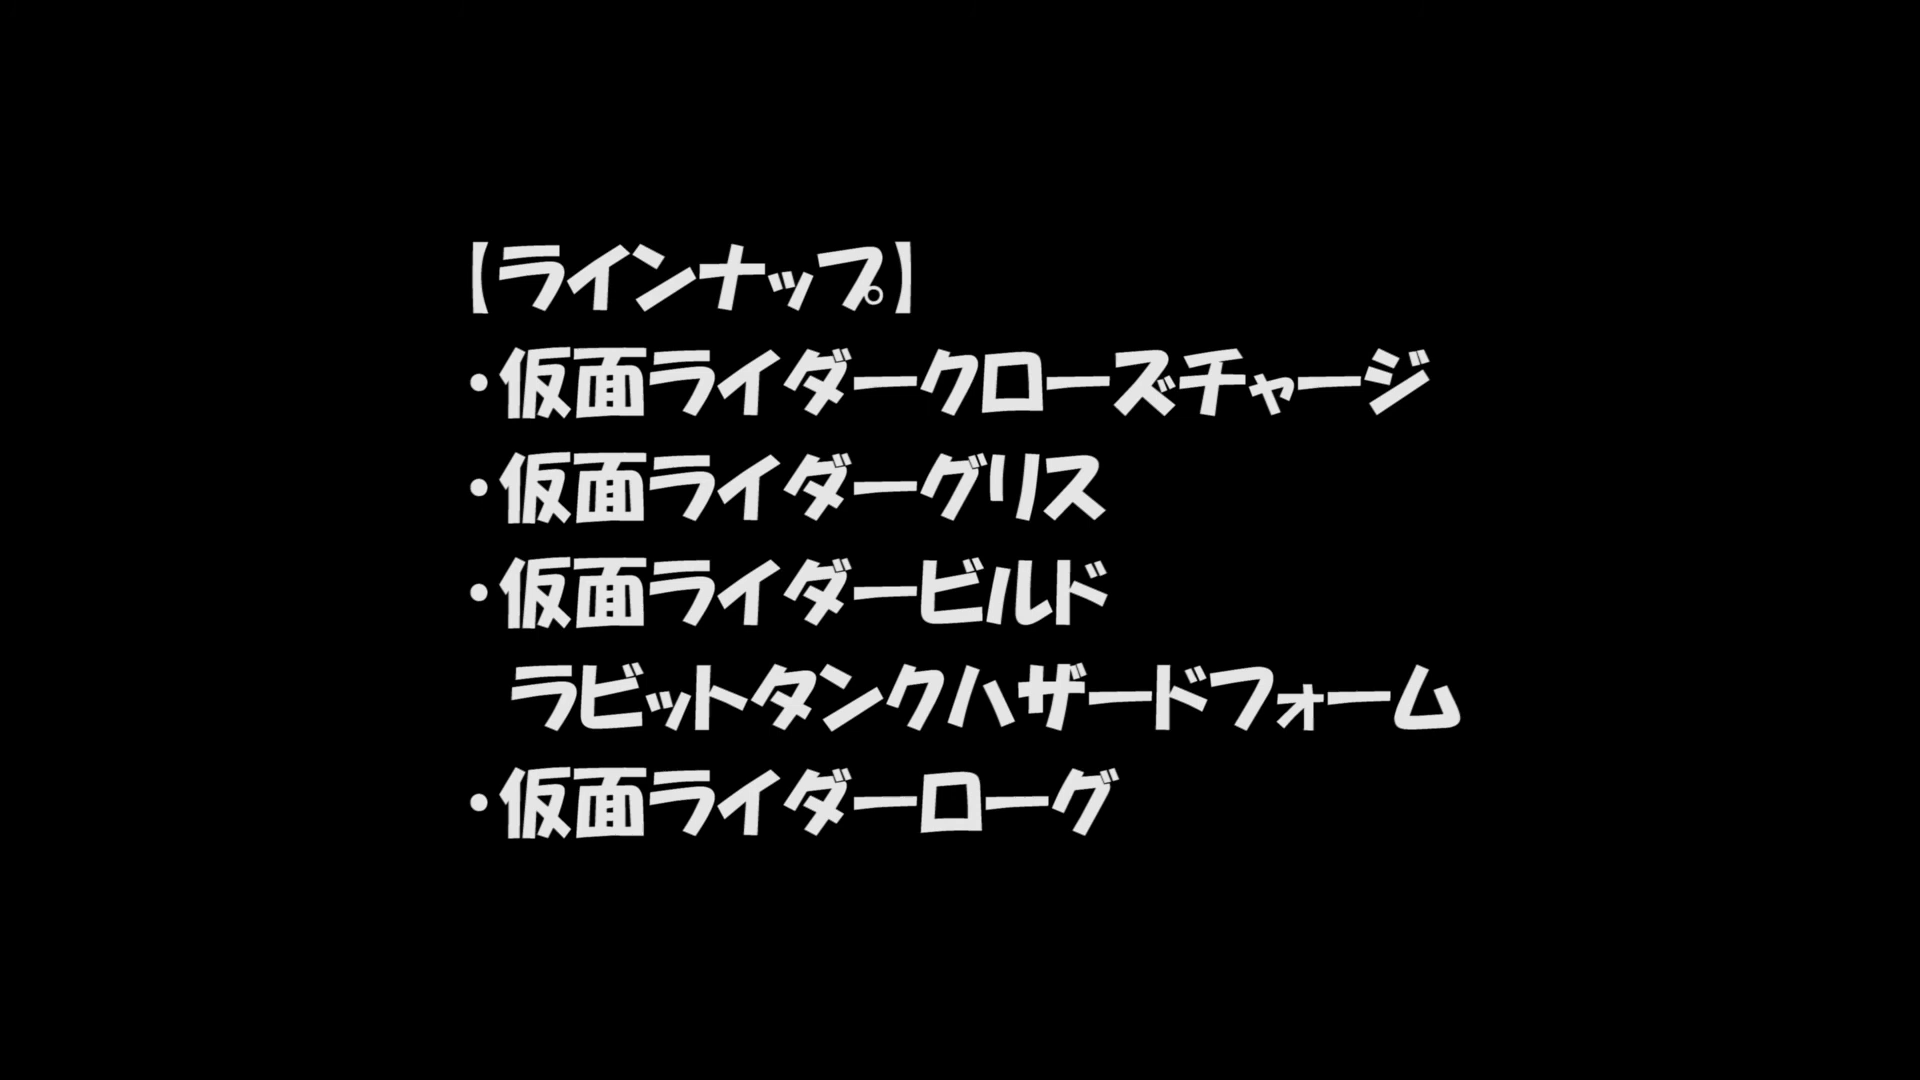 【ラインナップ】
・仮面ライダークローズチャージ
・仮面ライダーグリス
・仮面ライダービルド
ラビットタンクハザードフォーム
・仮面ライダーローグ